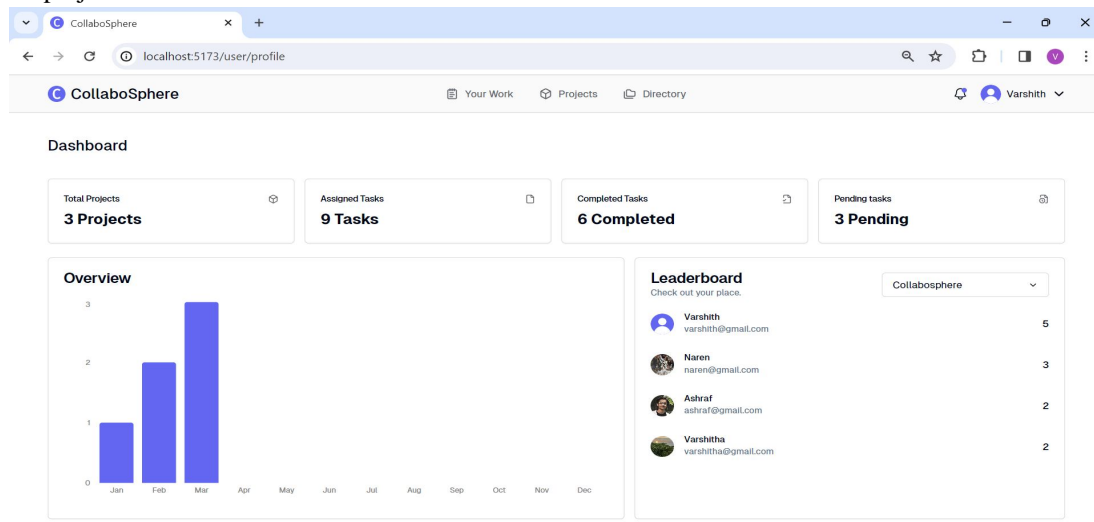 CollaboSphere
localhost:5173/user/profile
V
CollaboSphere
Your Work
Projects
Directory
Varshith
Dashboard
Total Projects
3 Projects
Assigned Tasks
9 Tasks
Completed Tasks
6 Completed
Pending tasks
3 Pending
Overview
3
2
1
0
Jan Feb Mar Apr May Jun Jul Aug Sep Oct Nov Dec
Leaderboard
Check out your place.
Collabosphere
Varshith
varshith@gmail.com
5
Naren
naren@gmail.com
3
Ashraf
ashraf@gmail.com
2
Varshitha
varshitha@gmail.com
2